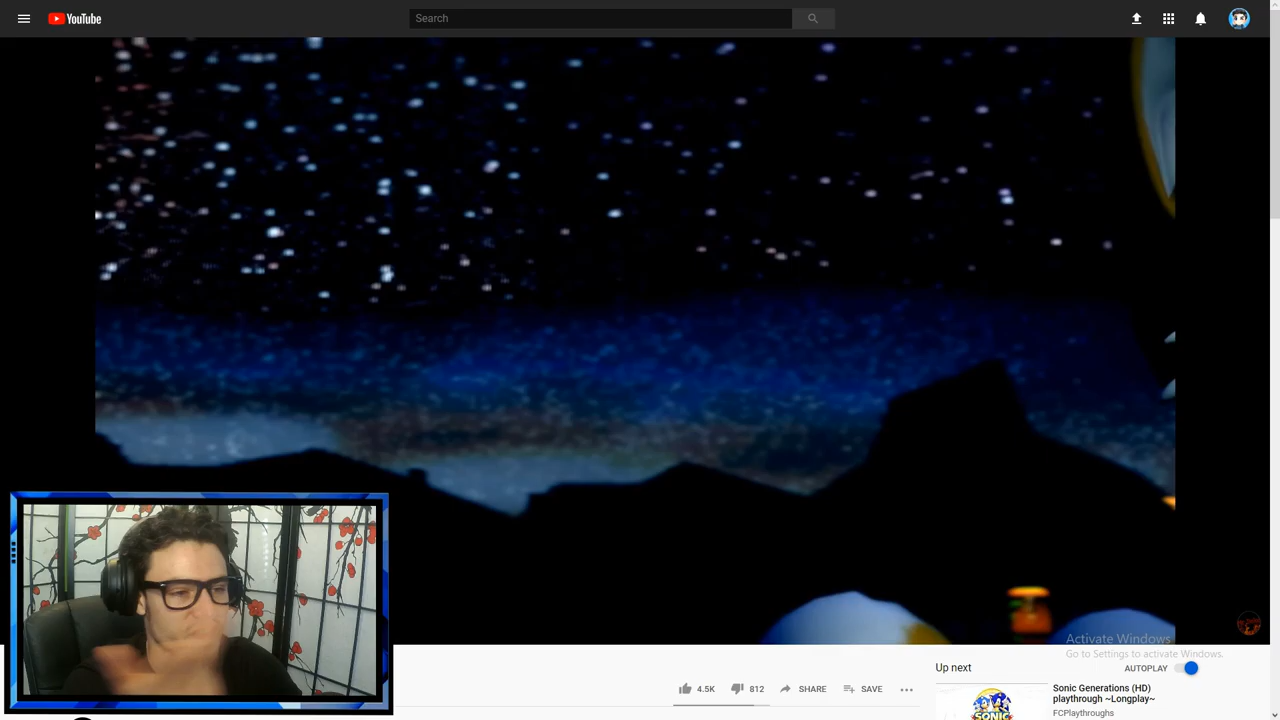 YouTube
Search
Activate Windows
Go to Settings to activate Windows.
Up next
AUTOPLAY
4.5K
812
SHARE
SAVE
Sonic Generations (HD)
playthrough ~Longplay~
FCPlaythroughs
SONIC